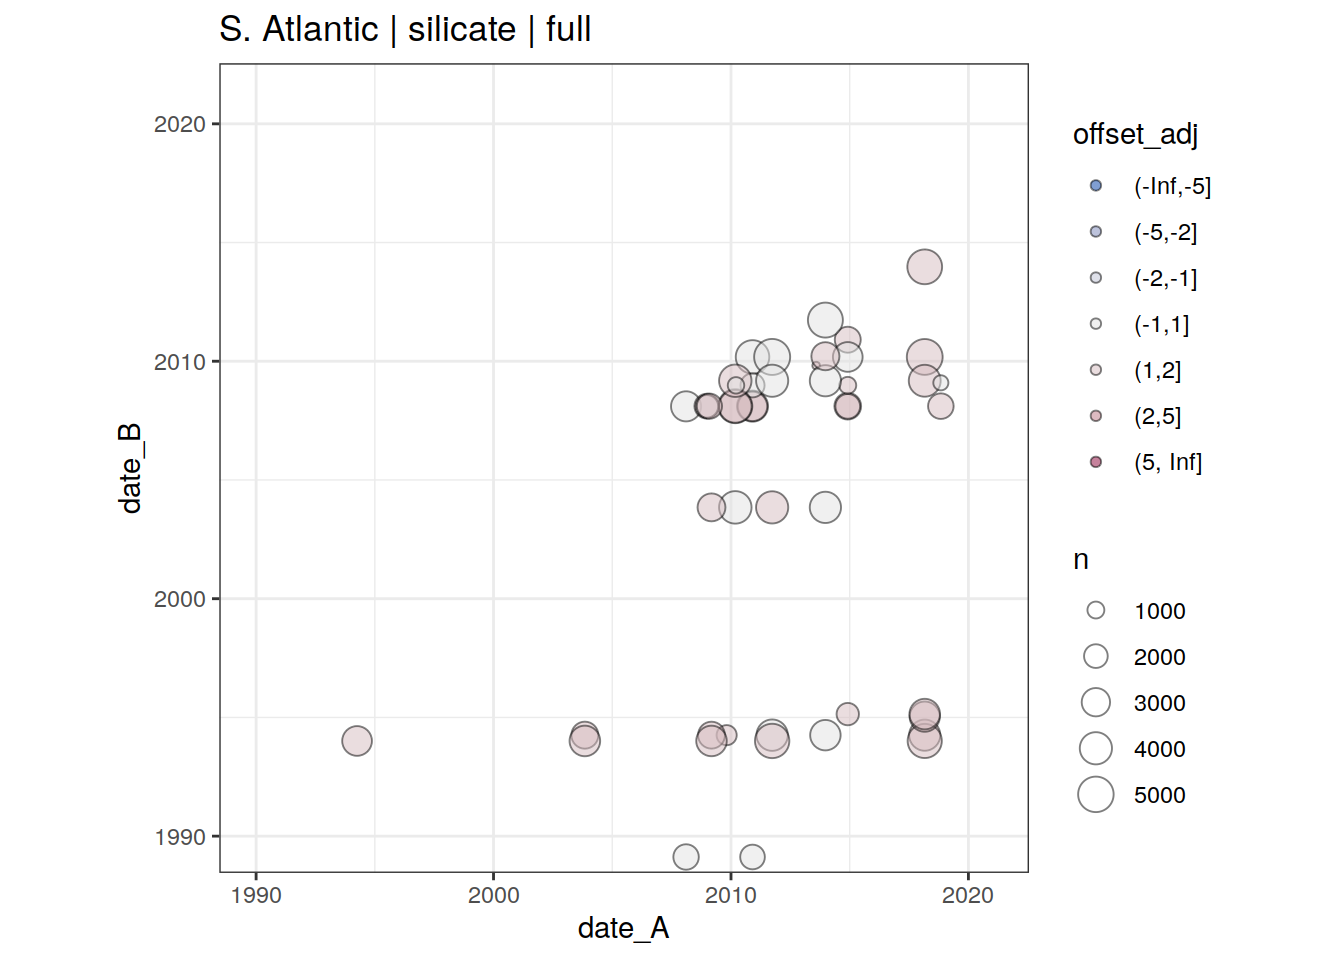 S. Atlantic | silicate | full
date_B
2020
2010
2000
1990
1990
2000
2010
2020
date_A
offset_adj
(-Inf,-5]
(-5,-2]
(-2,-1]
(-1,1]
(1,2]
(2,5]
(5, Inf]
n
1000
2000
3000
4000
5000